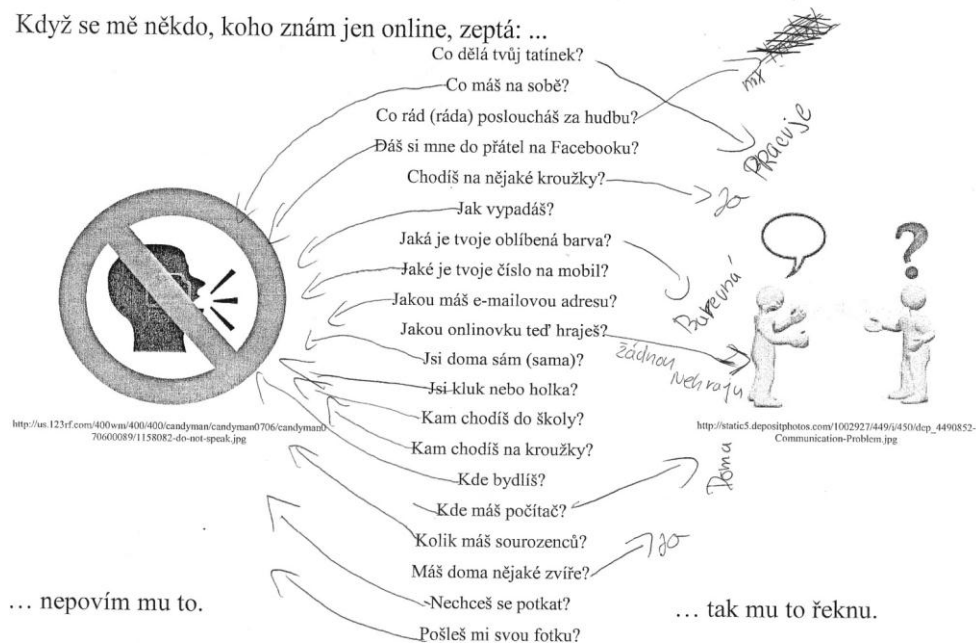 Když se mě někdo, koho znám jen online, zeptá: ...
Co dělá tvůj tatínek?
Co máš na sobě?
Co rád (ráda) posloucháš za hudbu?
Dáš si mne do přátel na Facebooku?
Chodíš na nějaké kroužky?
Jak vypadáš?
Jaká je tvoje oblíbená barva?
Jaké je tvoje číslo na mobil?
Jakou máš e-mailovou adresu?
Jakou onlinovku teď hraješ?
Jsi doma sám (sama)?
Jsi kluk nebo holka?
Kam chodíš do školy?
Kam chodíš na kroužky?
Kde bydlíš?
Kde máš počítač?
Kolik máš sourozenců?
Máš doma nějaké zvíře?
Nechceš se potkat?
Pošleš mi svou fotku?
Pracuje
Jo
Barevná
žádnou
Nehraju
?
Doma
Jo
http://us.123rf.com/400wm/400/400/candyman/candyman0706/candyman0
70600089/1158082-do-not-speak.jpg
http://static5.depositphotos.com/1002927/449/i/450/dep_4490852-
Communication-Problem.jpg
… nepovím mu to.
… tak mu to řeknu.